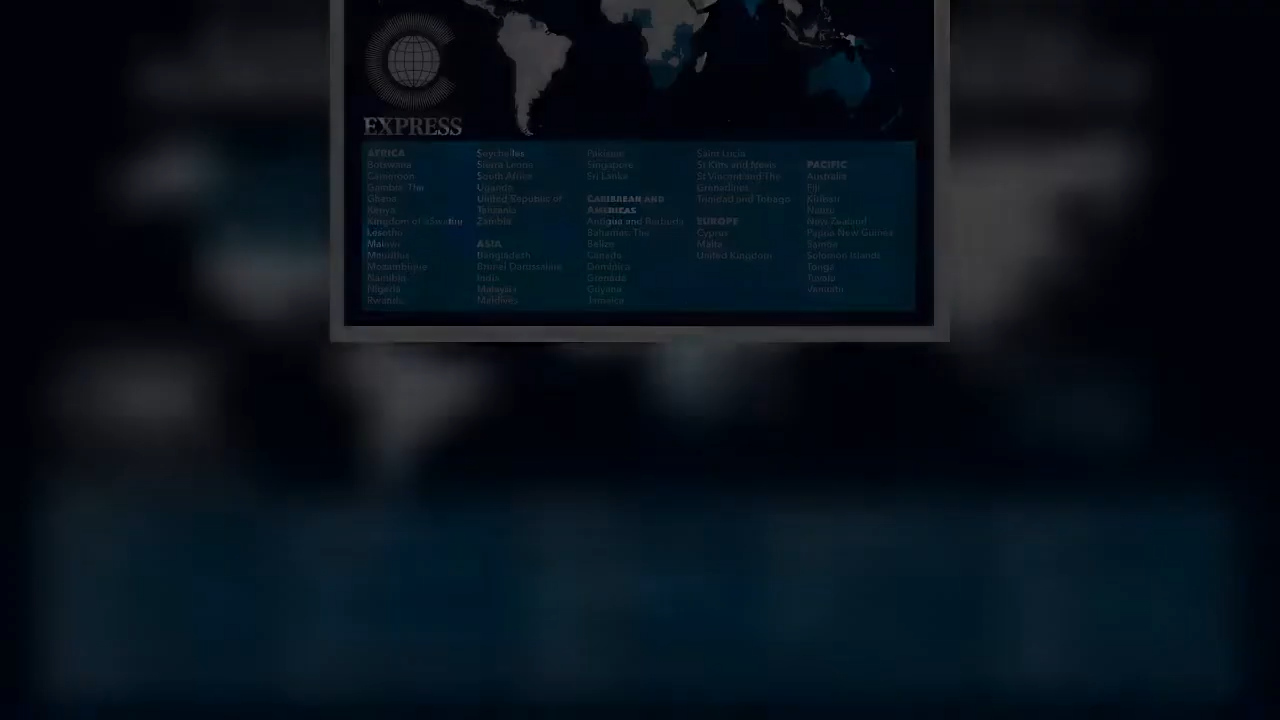 EXPRESS
AFRICA
Botswana
Cameroon
Gambia, The
Ghana
Kenya
Kingdom of eSwatini
Lesotho
Malawi
Mauritius
Mozambique
Namibia
Nigeria
Rwanda
Seychelles
Sierra Leone
South Africa
Uganda
United Republic of
Tanzania
Zambia
ASIA
Bangladesh
Brunei Darussalam
India
Malaysia
Maldives
Pakistan
Singapore
Sri Lanka
CARIBBEAN AND
AMERICAS
Antigua and Barbuda
Bahamas, The
Belize
Canada
Dominica
Grenada
Guyana
Jamaica
Saint Lucia
St Kitts and Nevis
St Vincent and The
Grenadines
Trinidad and Tobago
EUROPE
Cyprus
Malta
United Kingdom
PACIFIC
Australia
Fiji
Kiribati
Nauru
New Zealand
Papua New Guinea
Samoa
Solomon Islands
Tonga
Tuvalu
Vanuatu